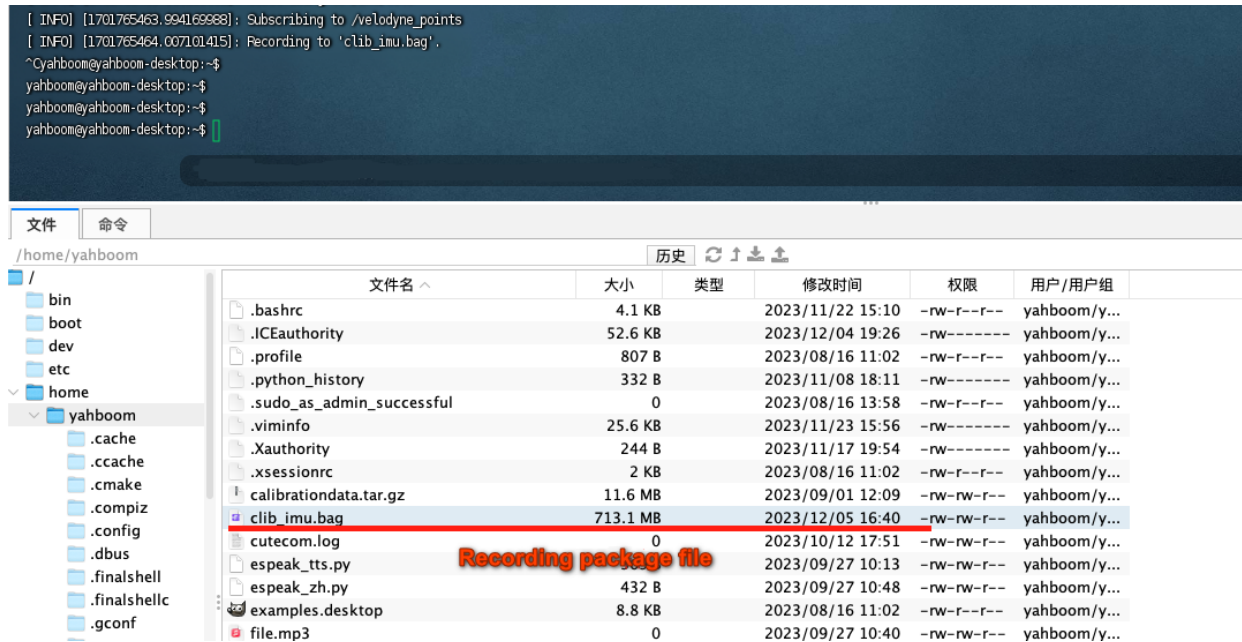 [ INFO] [1701765463.994169988]: Subscribing to /velodyne_points
[ INFO] [1701765464.007101415]: Recording to 'clib_imu.bag'.
^Cyahboom@yahboom-desktop:~$
yahboom@yahboom-desktop:~$
yahboom@yahboom-desktop:~$
yahboom@yahboom-desktop:~$
文件 命令
/home/yahboom 历史
/
bin
boot
dev
etc
home
yahboom
.cache
.ccache
.cmake
.compiz
.config
.dbus
.finalshell
.finalshellc
.gconf
文件名 大小 类型 修改时间 权限 用户/用户组
.bashrc 4.1 KB 2023/11/22 15:10 -rw-r--r-- yahboom/y...
.ICEauthority 52.6 KB 2023/12/04 19:26 -rw------- yahboom/y...
.profile 807 B 2023/08/16 11:02 -rw-r--r-- yahboom/y...
.python_history 332 B 2023/11/08 18:11 -rw------- yahboom/y...
.sudo_as_admin_successful 0 2023/08/16 13:58 -rw-r--r-- yahboom/y...
.viminfo 25.6 KB 2023/11/23 15:56 -rw------- yahboom/y...
.Xauthority 244 B 2023/11/17 19:54 -rw------- yahboom/y...
.xsessionrc 2 KB 2023/08/16 11:02 -rw-r--r-- yahboom/y...
calibrationdata.tar.gz 11.6 MB 2023/09/01 12:09 -rw-rw-r-- yahboom/y...
clib_imu.bag 713.1 MB 2023/12/05 16:40 -rw-rw-r-- yahboom/y...
cutecom.log 0 2023/10/12 17:51 -rw-rw-r-- yahboom/y...
Recording package file
espeak_tts.py 2023/09/27 10:13 -rw-rw-r-- yahboom/y...
espeak_zh.py 432 B 2023/09/27 10:48 -rw-rw-r-- yahboom/y...
examples.desktop 8.8 KB 2023/08/16 11:02 -rw-r--r-- yahboom/y...
file.mp3 0 2023/09/27 10:40 -rw-rw-r-- yahboom/y...